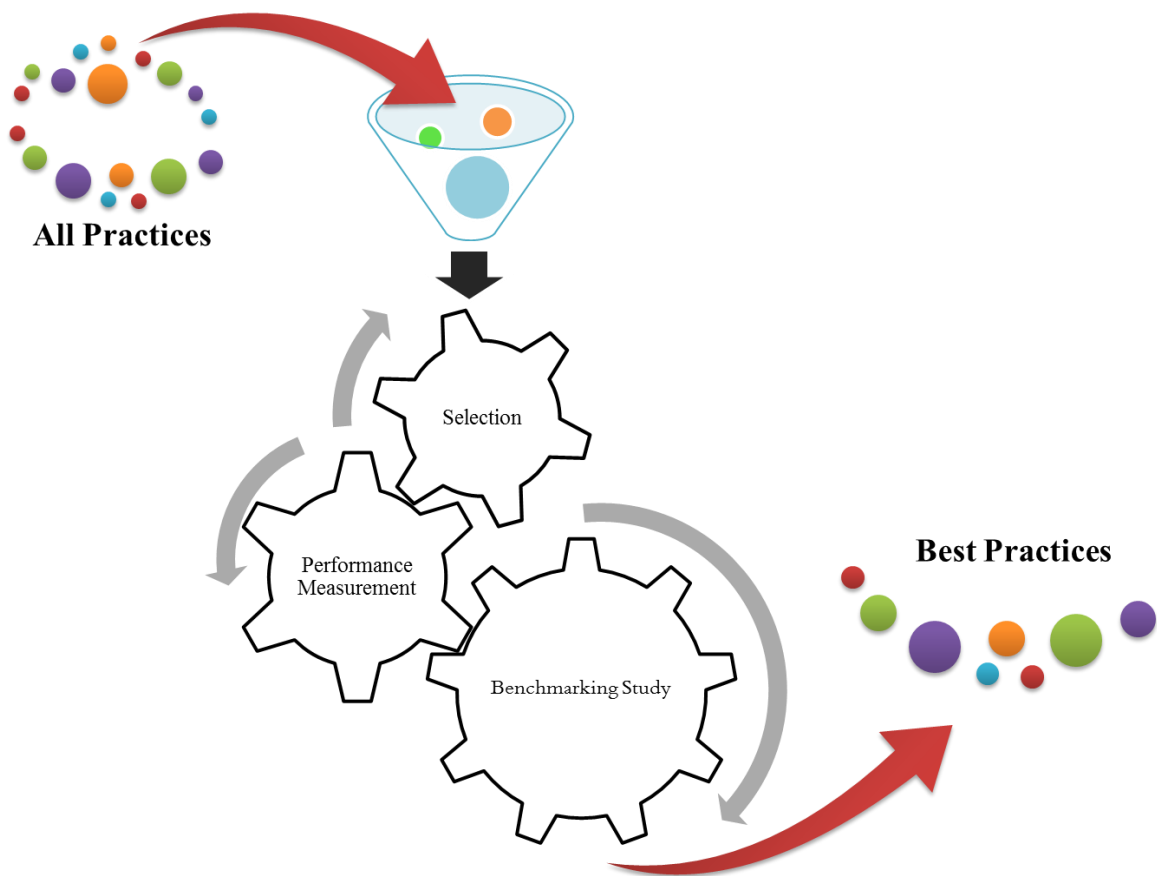 All Practices
Selection
Performance
Measurement
Benchmarking Study
Best Practices